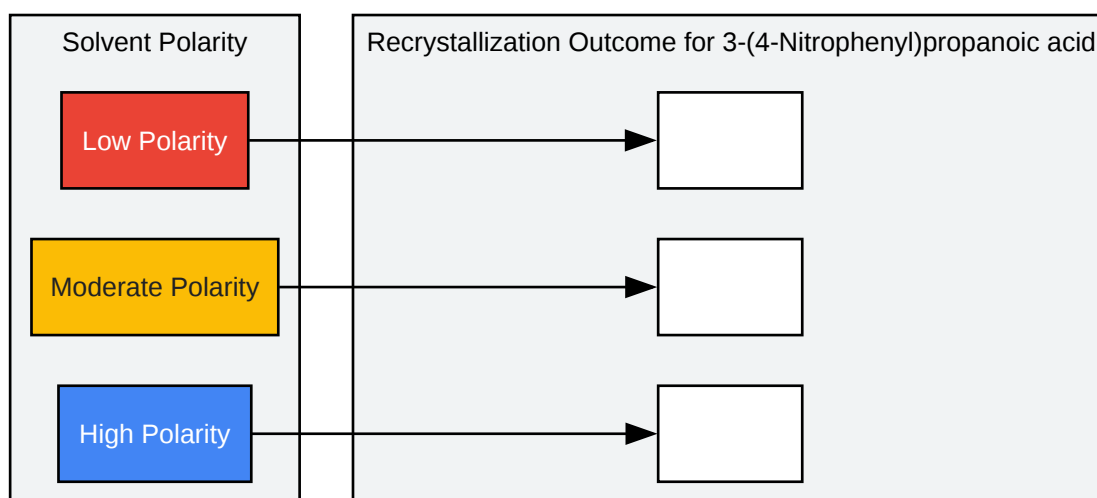 Solvent Polarity
Recrystallization Outcome for 3-(4-Nitrophenyl)propanoic acid
Low Polarity
Moderate Polarity
High Polarity